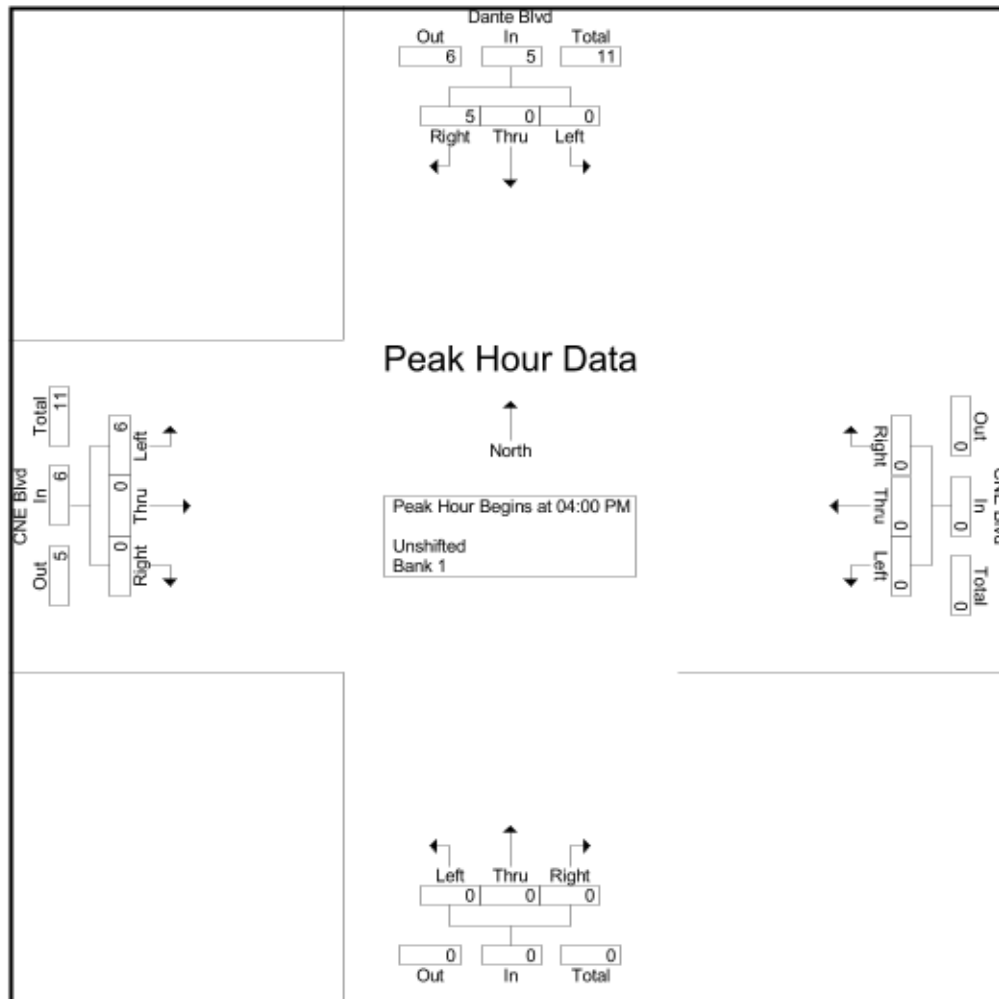 Dante Blvd
Out In Total
6 5 11
5 0 0
Right Thru Left
Peak Hour Data
North
Peak Hour Begins at 04:00 PM
Unshifted
Bank 1
CNE Blvd
Total In Out
11 6 5
6 0 0
Left Thru Right
Right Thru Left
0 0 0
Out In Total
0 0 0
CNE Blvd
Left Thru Right
0 0 0
0 0 0
Out In Total